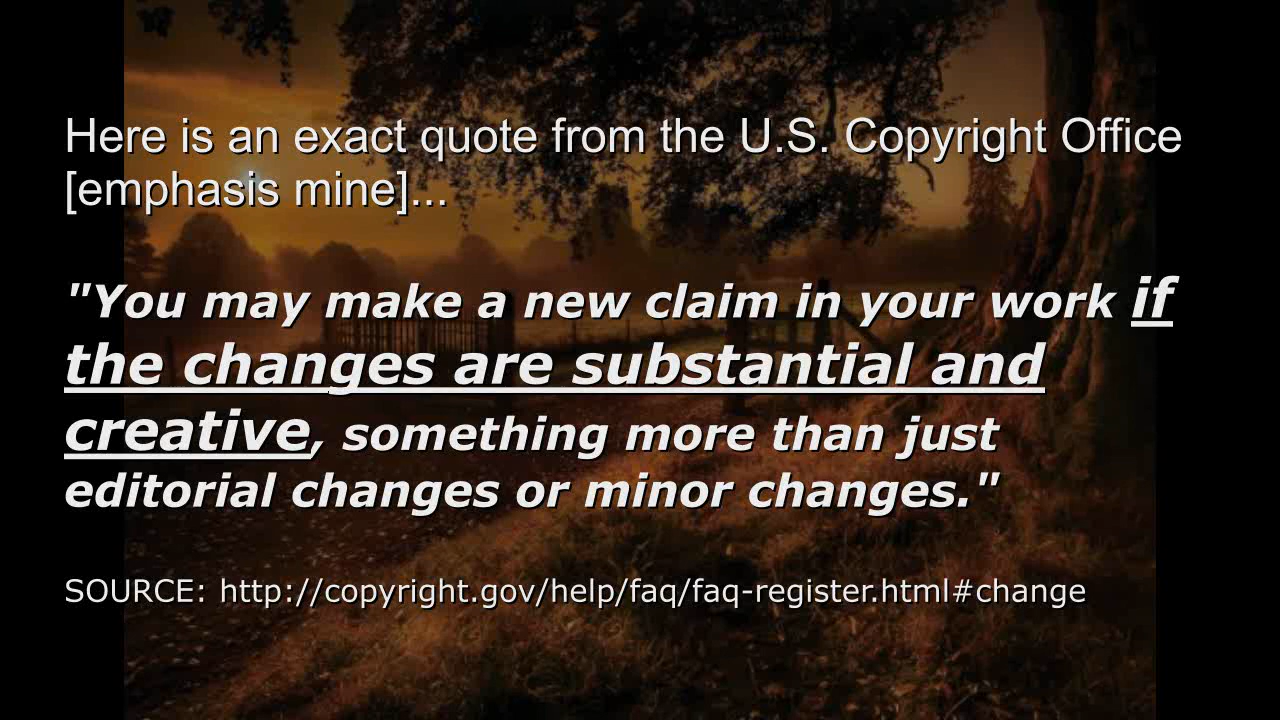 Here is an exact quote from the U.S. Copyright Office
[emphasis mine]...
"You may make a new claim in your work if
the changes are substantial and
creative, something more than just
editorial changes or minor changes."
SOURCE: http://copyright.gov/help/faq/faq-register.html#change